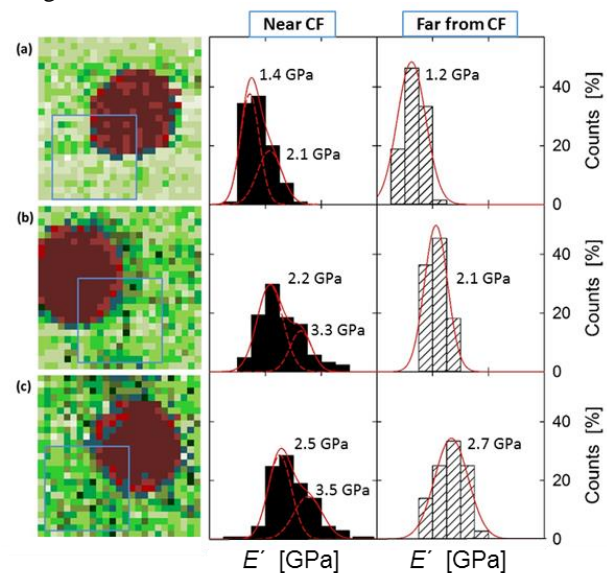 Near CF
Far from CF
(a)
1.4 GPa
2.1 GPa
1.2 GPa
40
20
0
Counts [%]
(b)
2.2 GPa
3.3 GPa
2.1 GPa
40
20
0
Counts [%]
(c)
2.5 GPa
3.5 GPa
2.7 GPa
40
20
0
Counts [%]
E´ [GPa]
E´ [GPa]